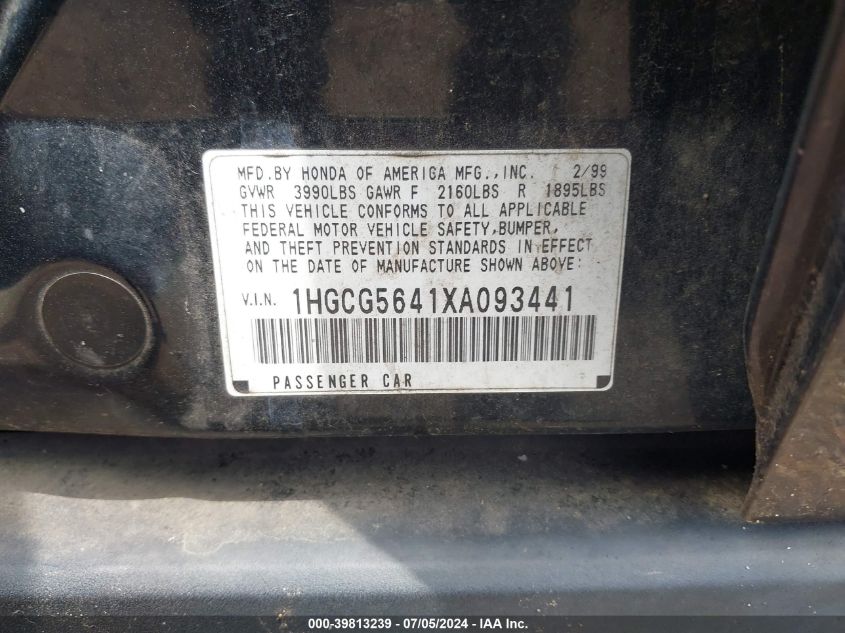 MFD.BY HONDA OF AMERICA MFG.,INC. 2/99
GVWR 3990LBS GAWR F 2160LBS R 1895LBS
THIS VEHICLE CONFORMS TO ALL APPLICABLE
FEDERAL MOTOR VEHICLE SAFETY,BUMPER,
AND THEFT PREVENTION STANDARDS IN EFFECT
ON THE DATE OF MANUFACTURE SHOWN ABOVE:
V.I.N. 1HGCG5641XA093441
PASSENGER CAR
000-39813239 - 07/05/2024 - IAA Inc.